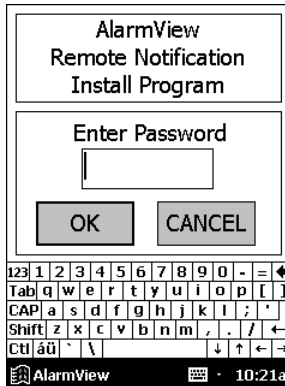 AlarmView
Remote Notification
Install Program
Enter Password
OK CANCEL
123 1 2 3 4 5 6 7 8 9 0 - =
Tab q w e r t y u i o p [ ]
CAP a s d f g h j k l ; '
Shift z x c v b n m , . / ←
Ctl áü ` \ ↓ ↑ ← →
AlarmView 10:21a